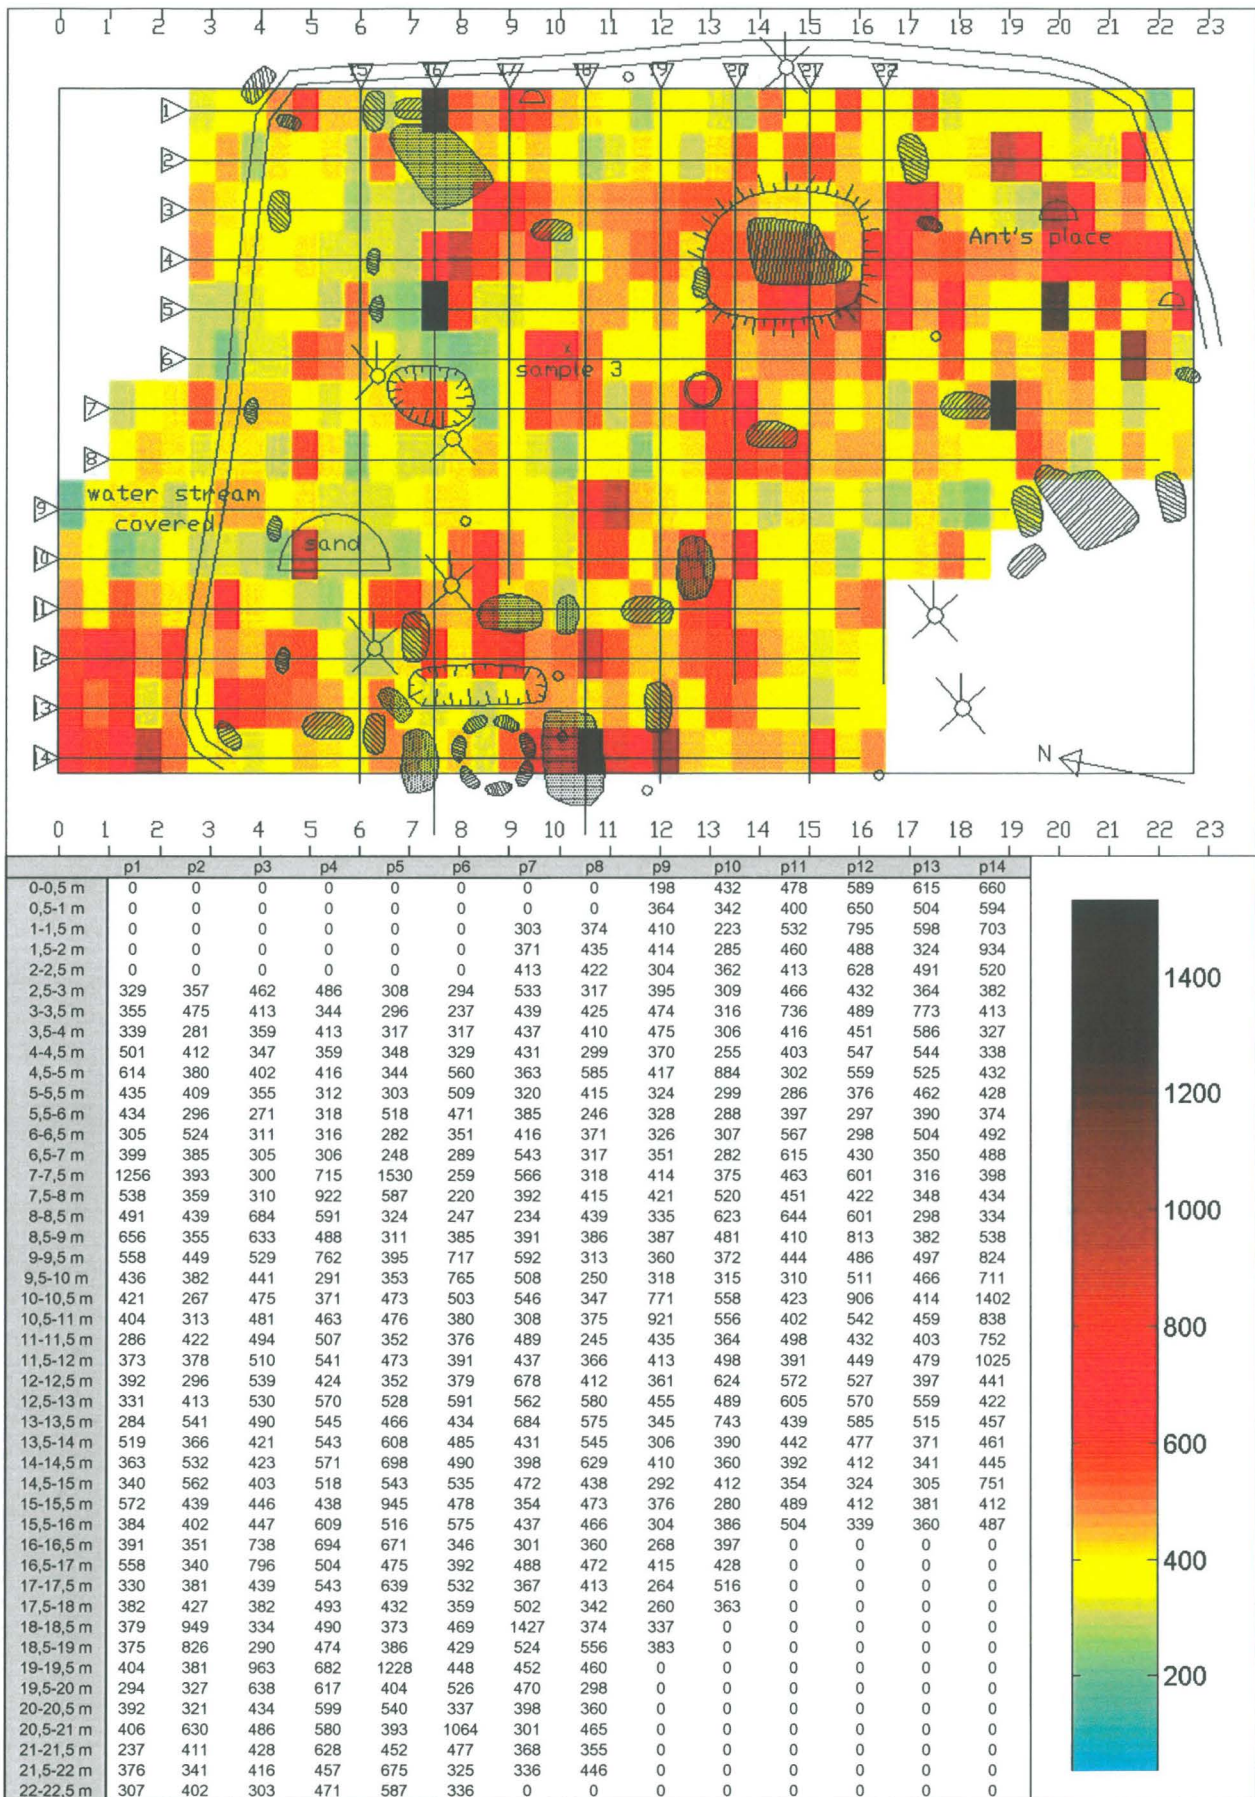 0 1 2 3 4 5 6 7 8 9 10 11 12 13 14 15 16 17 18 19 20 21 22 23
15 16 17 18 19 20 21 22
1
2
3
Ant's place
4
5
6
sample 3
7
8
water stream
9
covered
sand
10
11
12
13
14
N
0 1 2 3 4 5 6 7 8 9 10 11 12 13 14 15 16 17 18 19 20 21 22 23
p1 p2 p3 p4 p5 p6 p7 p8 p9 p10 p11 p12 p13 p14
0-0,5 m 0 0 0 0 0 0 0 0 198 432 478 589 615 660
0,5-1 m 0 0 0 0 0 0 0 0 364 342 400 650 504 594
1-1,5 m 0 0 0 0 0 0 303 374 410 223 532 795 598 703
1,5-2 m 0 0 0 0 0 0 371 435 414 285 460 488 324 934
2-2,5 m 0 0 0 0 0 0 413 422 304 362 413 628 491 520
2,5-3 m 329 357 462 486 308 294 533 317 395 309 466 432 364 382
3-3,5 m 355 475 413 344 296 237 439 425 474 316 736 489 773 413
3,5-4 m 339 281 359 413 317 317 437 410 475 306 416 451 586 327
4-4,5 m 501 412 347 359 348 329 431 299 370 255 403 547 544 338
4,5-5 m 614 380 402 416 344 560 363 585 417 884 302 559 525 432
5-5,5 m 435 409 355 312 303 509 320 415 324 299 286 376 462 428
5,5-6 m 434 296 271 318 518 471 385 246 328 288 397 297 390 374
6-6,5 m 305 524 311 316 282 351 416 371 326 307 567 298 504 492
6,5-7 m 399 385 305 306 248 289 543 317 351 282 615 430 350 488
7-7,5 m 1256 393 300 715 1530 259 566 318 414 375 463 601 316 398
7,5-8 m 538 359 310 922 587 220 392 415 421 520 451 422 348 434
8-8,5 m 491 439 684 591 324 247 234 439 335 623 644 601 298 334
8,5-9 m 656 355 633 488 311 385 391 386 387 481 410 813 382 538
9-9,5 m 558 449 529 762 395 717 592 313 360 372 444 486 497 824
9,5-10 m 436 382 441 291 353 765 508 250 318 315 310 511 466 711
10-10,5 m 421 267 475 371 473 503 546 347 771 558 423 906 414 1402
10,5-11 m 404 313 481 463 476 380 308 375 921 556 402 542 459 838
11-11,5 m 286 422 494 507 352 376 489 245 435 364 498 432 403 752
11,5-12 m 373 378 510 541 473 391 437 366 413 498 391 449 479 1025
12-12,5 m 392 296 539 424 352 379 678 412 361 624 572 527 397 441
12,5-13 m 331 413 530 570 528 591 562 580 455 489 605 570 559 422
13-13,5 m 284 541 490 545 466 434 684 575 345 743 439 585 515 457
13,5-14 m 519 366 421 543 608 485 431 545 306 390 442 477 371 461
14-14,5 m 363 532 423 571 698 490 398 629 410 360 392 412 341 445
14,5-15 m 340 562 403 518 543 535 472 438 292 412 354 324 305 751
15-15,5 m 572 439 446 438 945 478 354 473 376 280 489 412 381 412
15,5-16 m 384 402 447 609 516 575 437 466 304 386 504 339 360 487
16-16,5 m 391 351 738 694 671 346 301 360 268 397 0 0 0 0
16,5-17 m 558 340 796 504 475 392 488 472 415 428 0 0 0 0
17-17,5 m 330 381 439 543 639 532 367 413 264 516 0 0 0 0
17,5-18 m 382 427 382 493 432 359 502 342 260 363 0 0 0 0
18-18,5 m 379 949 334 490 373 469 1427 374 337 0 0 0 0 0
18,5-19 m 375 826 290 474 386 429 524 556 383 0 0 0 0 0
19-19,5 m 404 381 963 682 1228 448 452 460 0 0 0 0 0 0
19,5-20 m 294 327 638 617 404 526 470 298 0 0 0 0 0 0
20-20,5 m 392 321 434 599 540 337 398 360 0 0 0 0 0 0
20,5-21 m 406 630 486 580 393 1064 301 465 0 0 0 0 0 0
21-21,5 m 237 411 428 628 452 477 368 355 0 0 0 0 0 0
21,5-22 m 376 341 416 457 675 325 336 446 0 0 0 0 0 0
22-22,5 m 307 402 303 471 587 336 0 0 0 0 0 0 0 0
1400
1200
1000
800
600
400
200